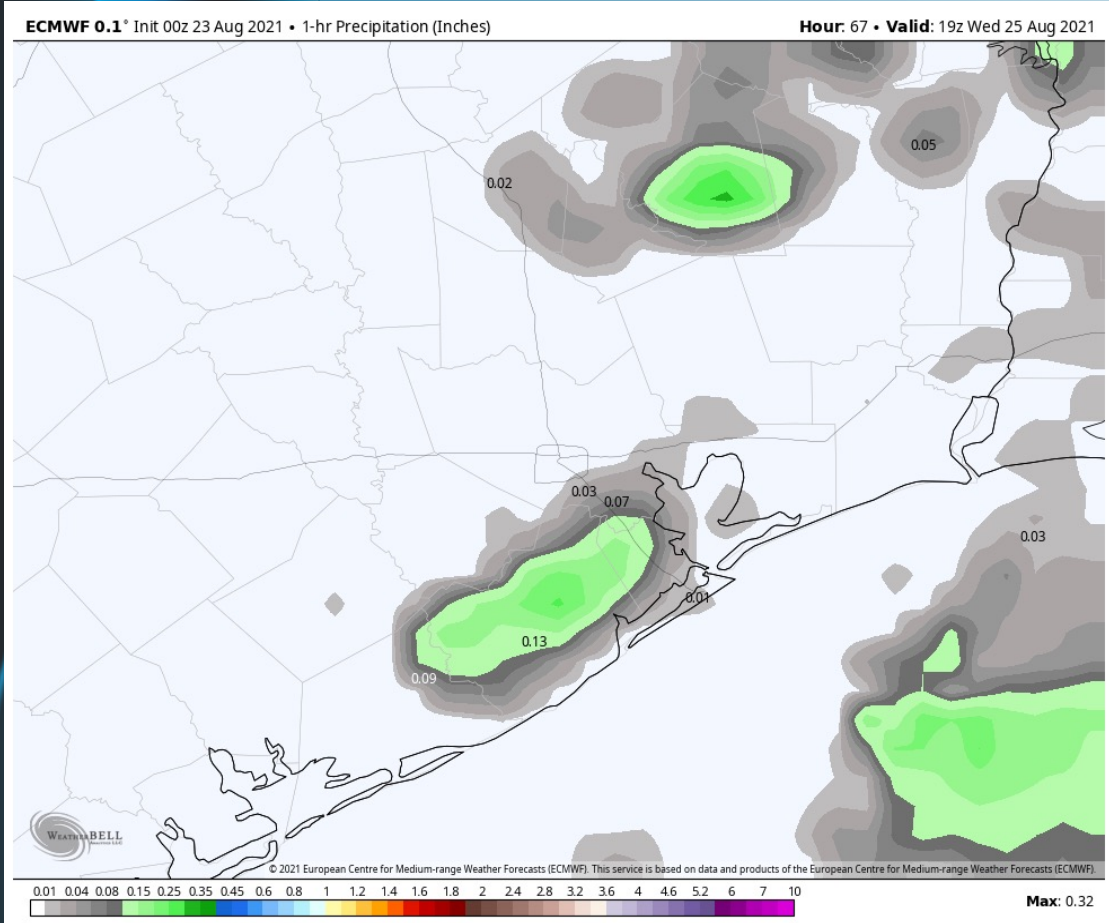 ECMWF 0.1° Init 00z 23 Aug 2021 • 1-hr Precipitation (Inches) Hour: 67 • Valid: 19z Wed 25 Aug 2021
0.05
0.02
0.03
0.07
0.03
0.01
0.13
0.09
WEATHERBELL
© 2021 European Centre for Medium-range Weather Forecasts (ECMWF). This service is based on data and products of the European Centre for Medium-range Weather Forecasts (ECMWF).
0.01 0.04 0.08 0.15 0.25 0.35 0.45 0.6 0.8 1 1.2 1.4 1.6 1.8 2 2.4 2.8 3.2 3.6 4 4.6 5.2 6 7 10
Max: 0.32